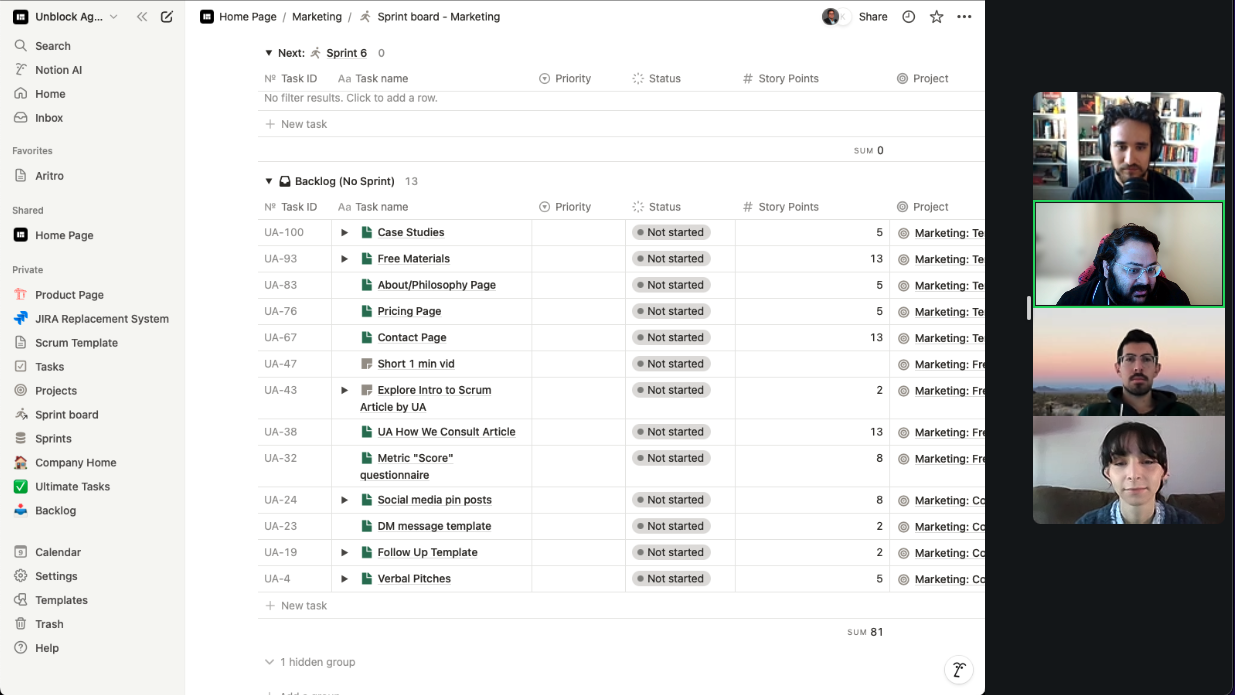 Unblock Ag...
Home Page / Marketing / Sprint board - Marketing
Share
Search
Notion AI
Home
Inbox
Favorites
Aritro
Shared
Home Page
Private
Product Page
JIRA Replacement System
Scrum Template
Tasks
Projects
Sprint board
Sprints
Company Home
Ultimate Tasks
Backlog
Calendar
Settings
Templates
Trash
Help
Next: Sprint 6 0
Nº Task ID Aa Task name Priority Status # Story Points Project
No filter results. Click to add a row.
+ New task
SUM 0
Backlog (No Sprint) 13
Nº Task ID Aa Task name Priority Status # Story Points Project
UA-100 Case Studies Not started 5 Marketing: Te
UA-93 Free Materials Not started 13 Marketing: Te
UA-83 About/Philosophy Page Not started 5 Marketing: Te
UA-76 Pricing Page Not started 5 Marketing: Te
UA-67 Contact Page Not started 13 Marketing: Te
UA-47 Short 1 min vid Not started Marketing: Fre
UA-43 Explore Intro to Scrum Not started 2 Marketing: Fre
Article by UA
UA-38 UA How We Consult Article Not started 13 Marketing: Fre
UA-32 Metric "Score" Not started 8 Marketing: Fre
questionnaire
UA-24 Social media pin posts Not started 8 Marketing: Co
UA-23 DM message template Not started 2 Marketing: Co
UA-19 Follow Up Template Not started 2 Marketing: Co
UA-4 Verbal Pitches Not started 5 Marketing: Co
+ New task
SUM 81
1 hidden group